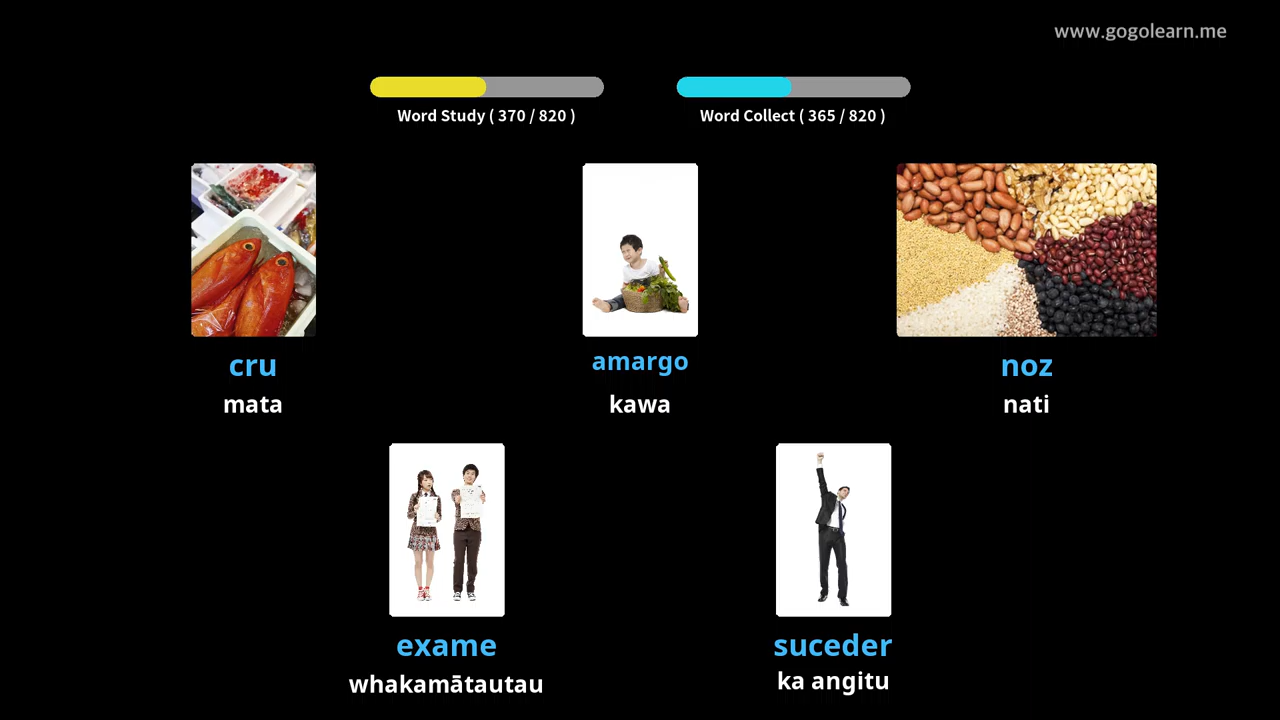 www.gogolearn.me
Word Study ( 370 / 820 )
Word Collect ( 365 / 820 )
cru
mata
amargo
kawa
noz
nati
exame
whakamātautau
suceder
ka angitu